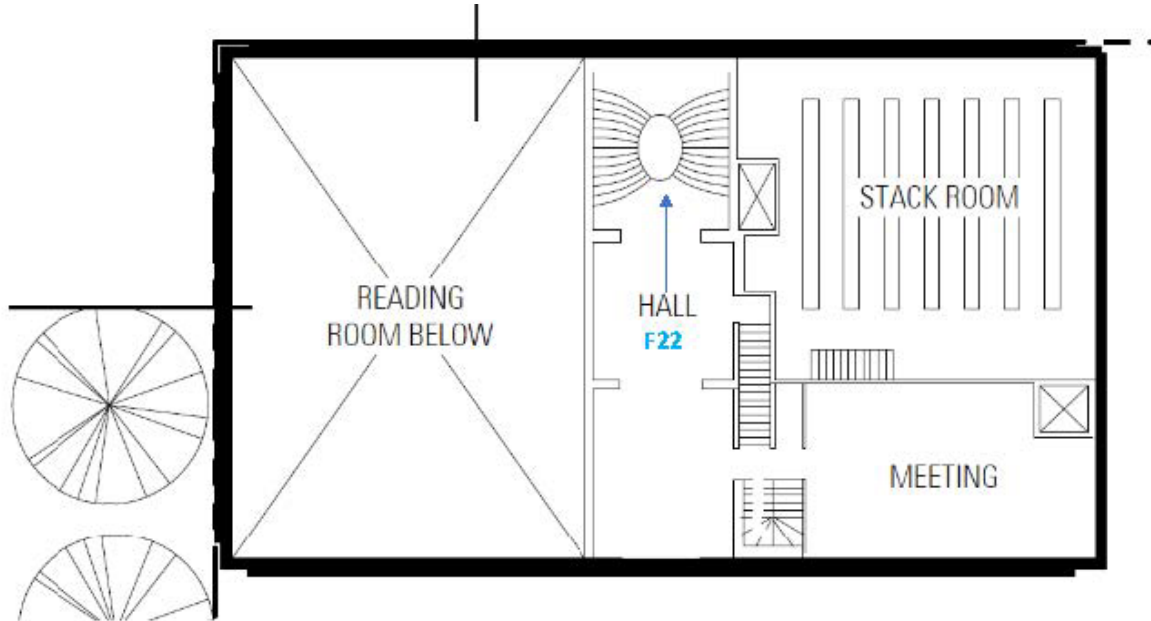 READING
ROOM BELOW
HALL
F22
STACK ROOM
MEETING